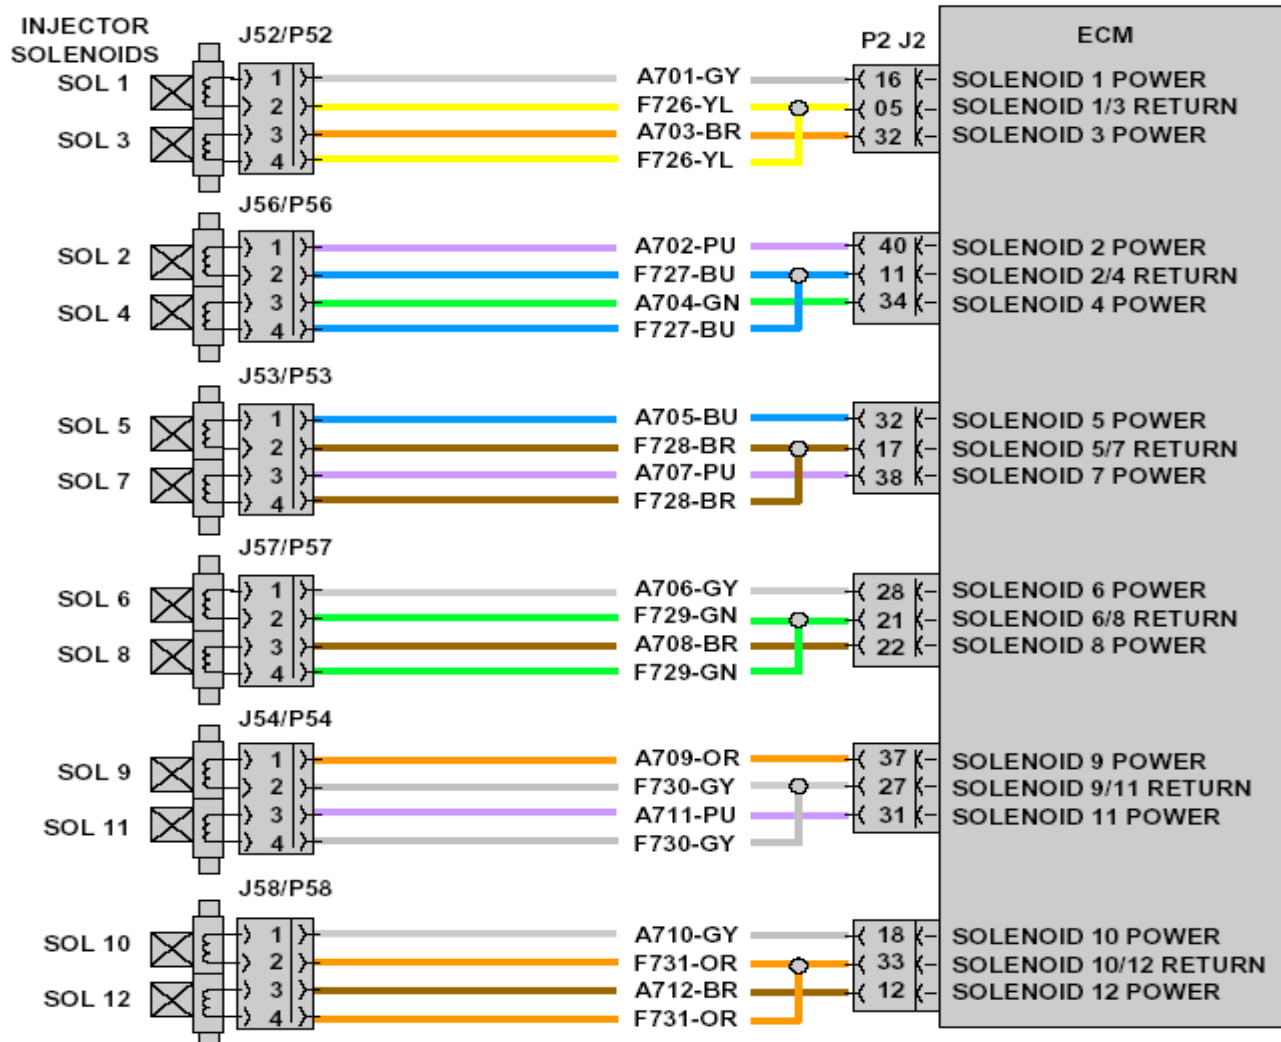 INJECTOR
SOLENOIDS
J52/P52
P2 J2
ECM
SOL 1
1
A701-GY
16
SOLENOID 1 POWER
2
F726-YL
05
SOLENOID 1/3 RETURN
SOL 3
3
A703-BR
32
SOLENOID 3 POWER
4
F726-YL
J56/P56
SOL 2
1
A702-PU
40
SOLENOID 2 POWER
2
F727-BU
11
SOLENOID 2/4 RETURN
SOL 4
3
A704-GN
34
SOLENOID 4 POWER
4
F727-BU
J53/P53
SOL 5
1
A705-BU
32
SOLENOID 5 POWER
2
F728-BR
17
SOLENOID 5/7 RETURN
SOL 7
3
A707-PU
38
SOLENOID 7 POWER
4
F728-BR
J57/P57
SOL 6
1
A706-GY
28
SOLENOID 6 POWER
2
F729-GN
21
SOLENOID 6/8 RETURN
SOL 8
3
A708-BR
22
SOLENOID 8 POWER
4
F729-GN
J54/P54
SOL 9
1
A709-OR
37
SOLENOID 9 POWER
2
F730-GY
27
SOLENOID 9/11 RETURN
SOL 11
3
A711-PU
31
SOLENOID 11 POWER
4
F730-GY
J58/P58
SOL 10
1
A710-GY
18
SOLENOID 10 POWER
2
F731-OR
33
SOLENOID 10/12 RETURN
SOL 12
3
A712-BR
12
SOLENOID 12 POWER
4
F731-OR